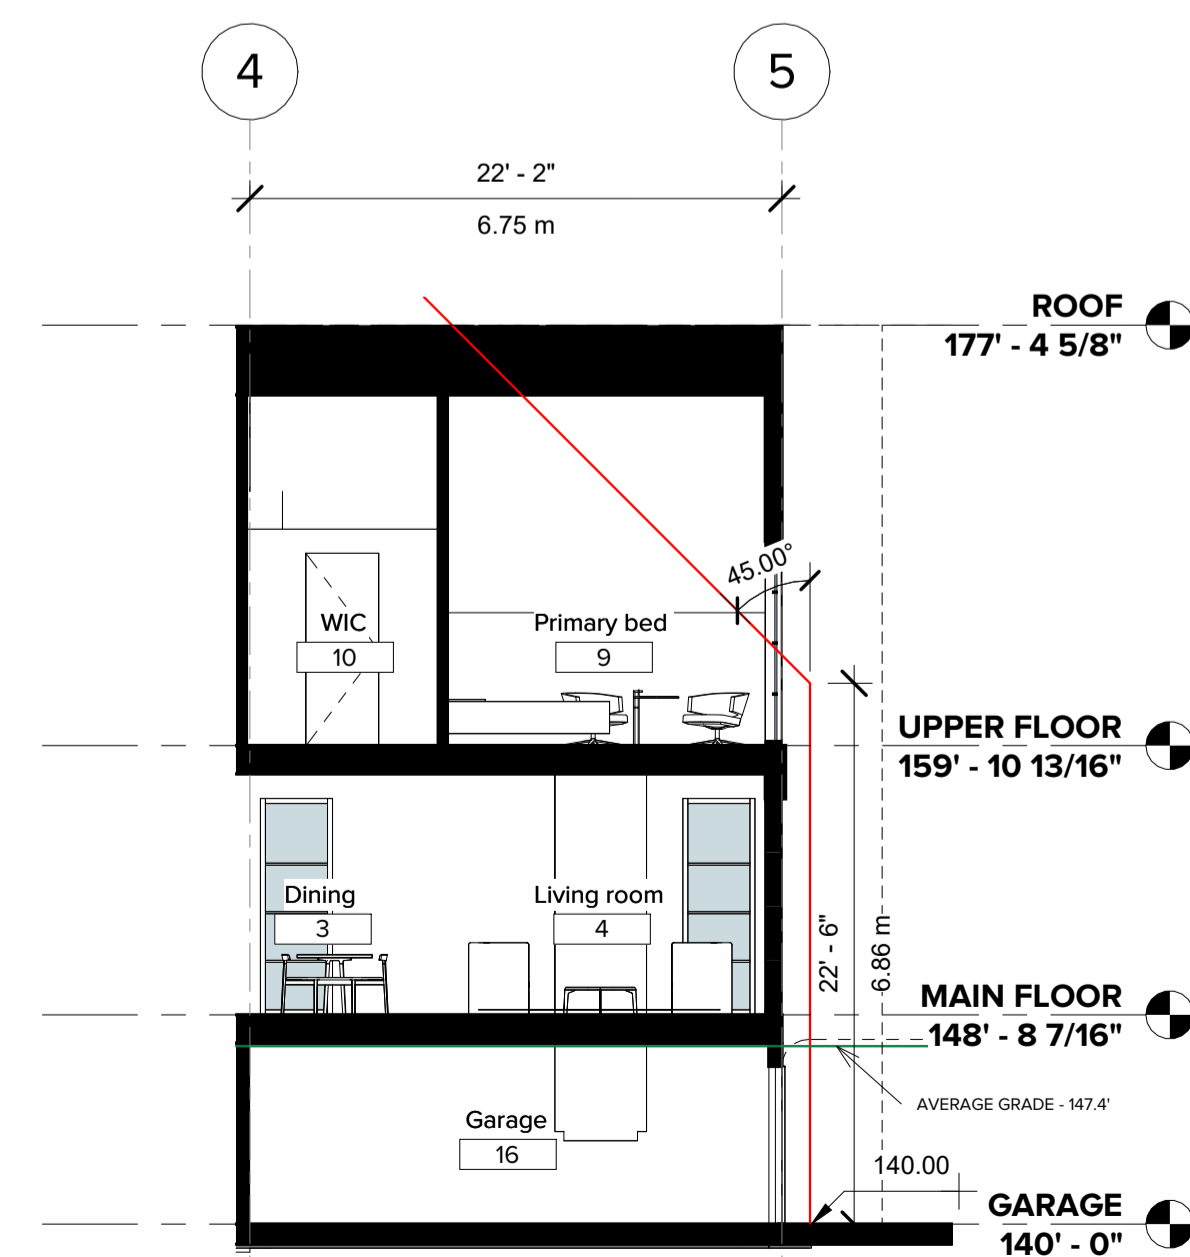 4
5
22' - 2"
6.75 m
ROOF
177' - 4 5/8"
45.00°
WIC
10
Primary bed
9
UPPER FLOOR
159' - 10 13/16"
Dining
3
Living room
4
22' - 6"
6.86 m
MAIN FLOOR
148' - 8 7/16"
AVERAGE GRADE - 147.4'
Garage
16
140.00
GARAGE
140' - 0"